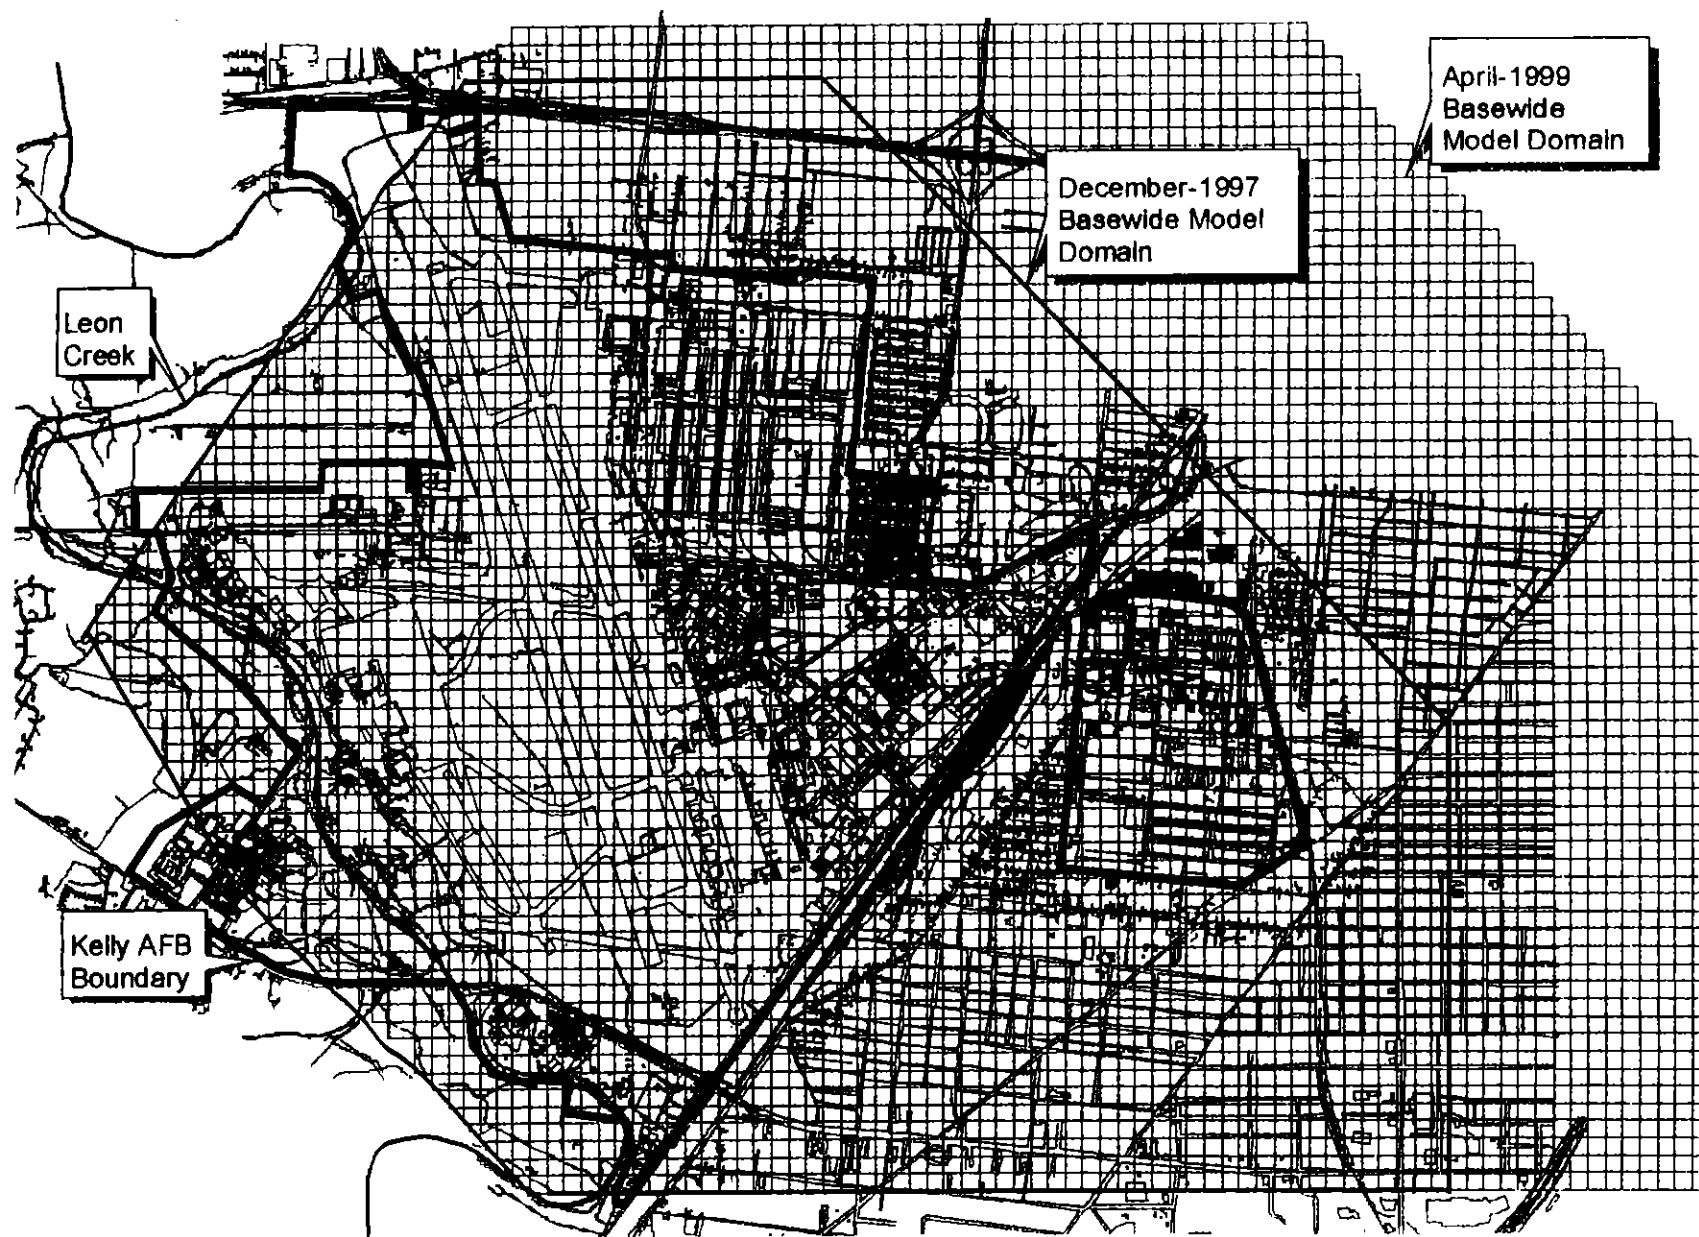 April-1999
Basewide
Model Domain
December-1997
Basewide Model
Domain
Leon
Creek
Kelly AFB
Boundary